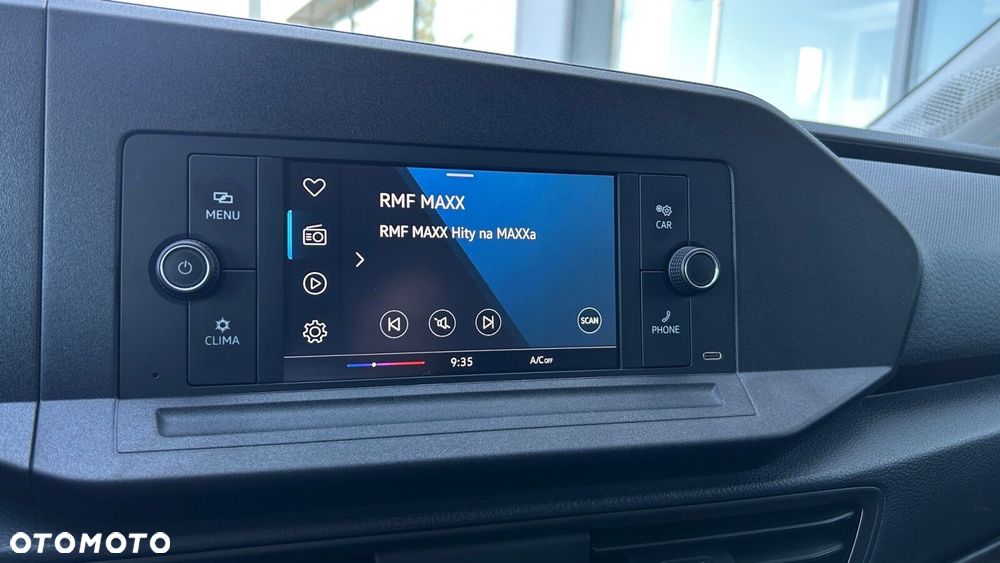 MENU
CLIMA
RMF MAXX
RMF MAXX Hity na MAXXa
SCAN
9:35
A/C OFF
CAR
PHONE
OTOMOTO